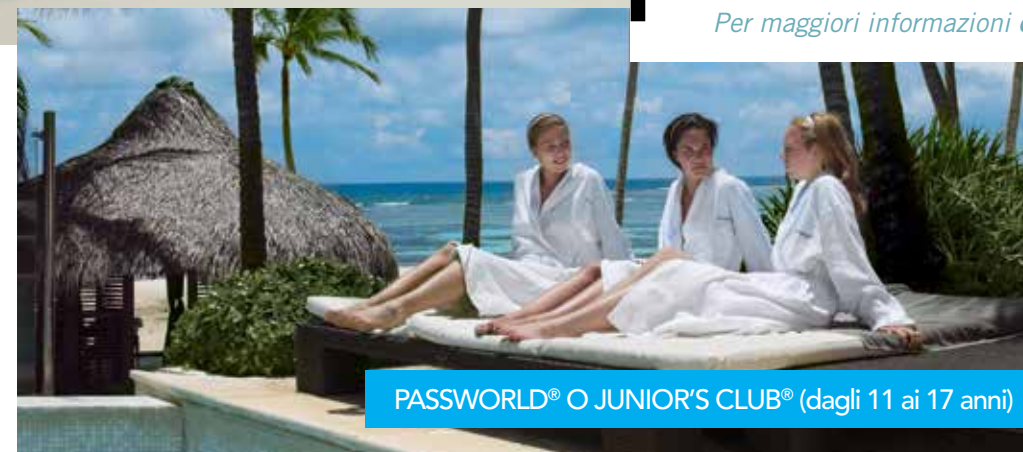 Per maggiori informazioni
PASSWORLD® O JUNIOR'S CLUB® (dagli 11 ai 17 anni)